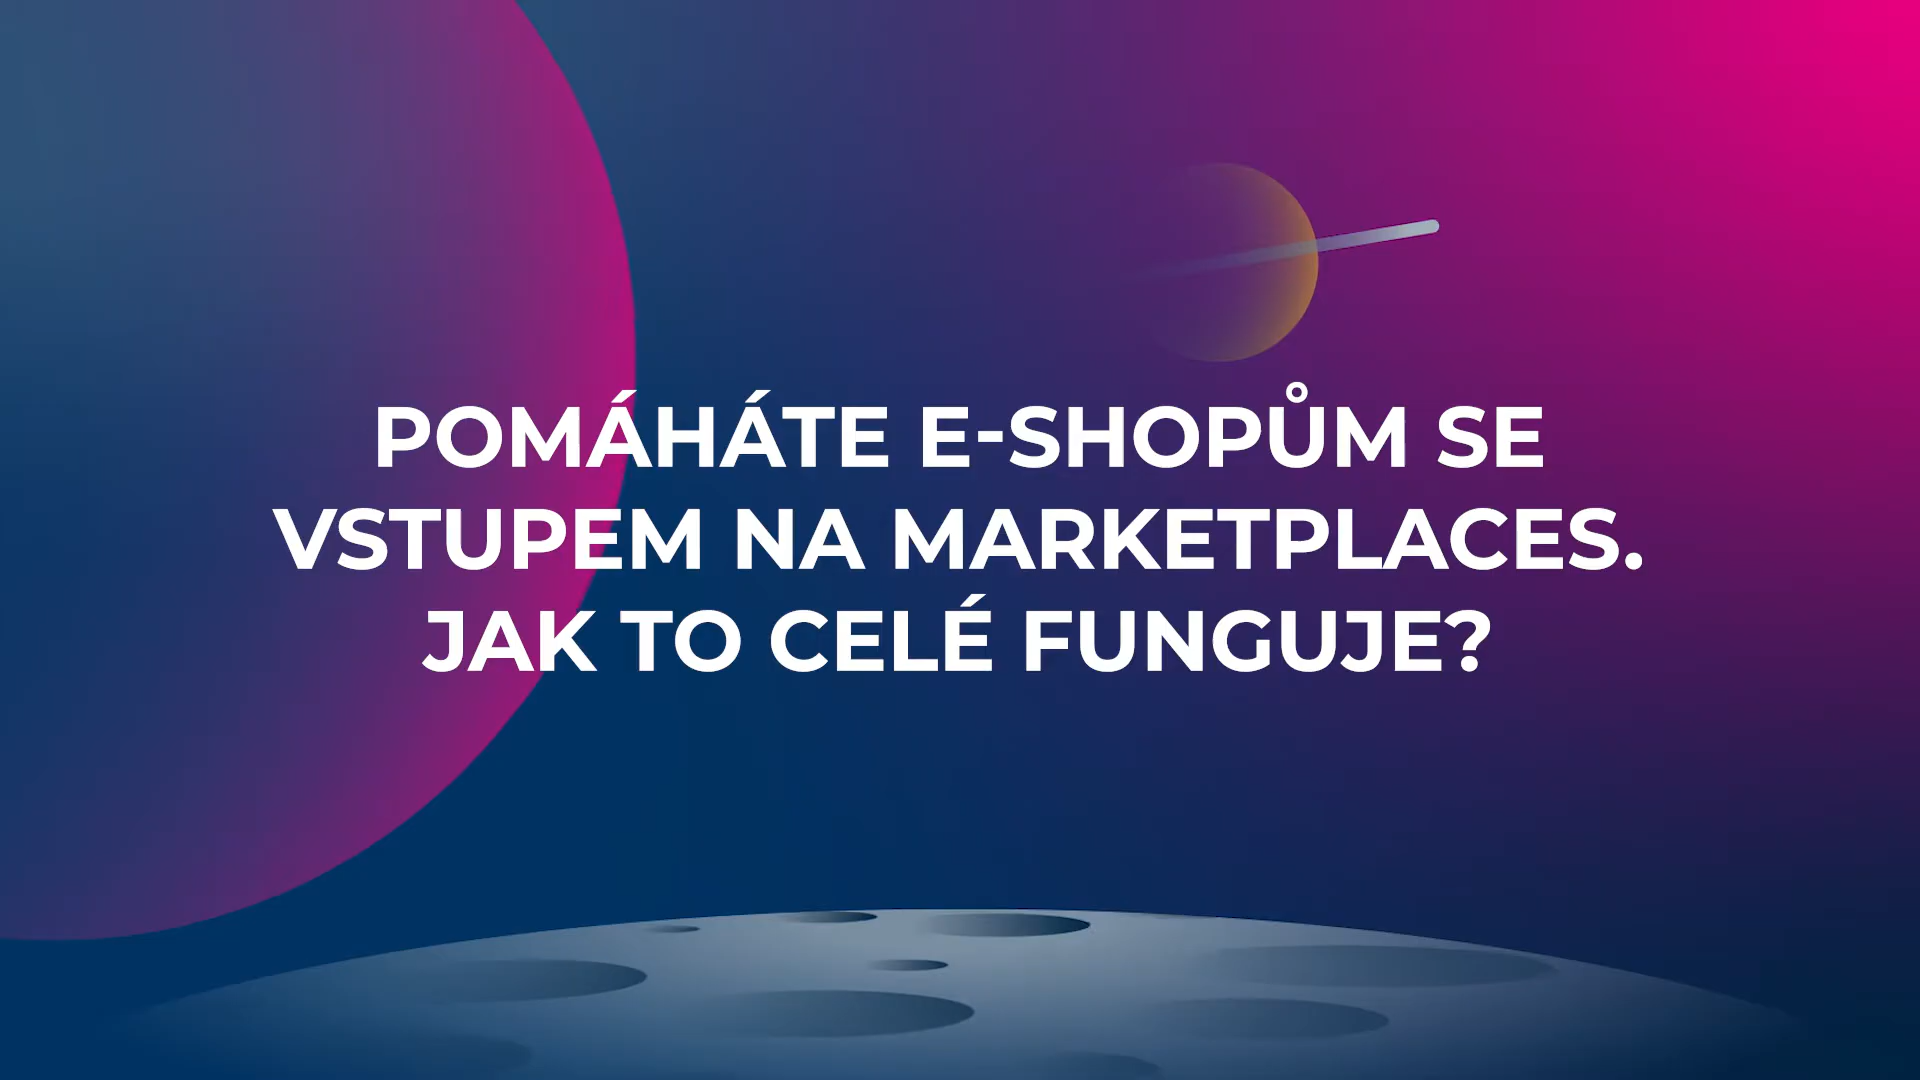 POMÁHÁTE E-SHOPŮM SE
VSTUPEM NA MARKETPLACES.
JAK TO CELÉ FUNGUJE?